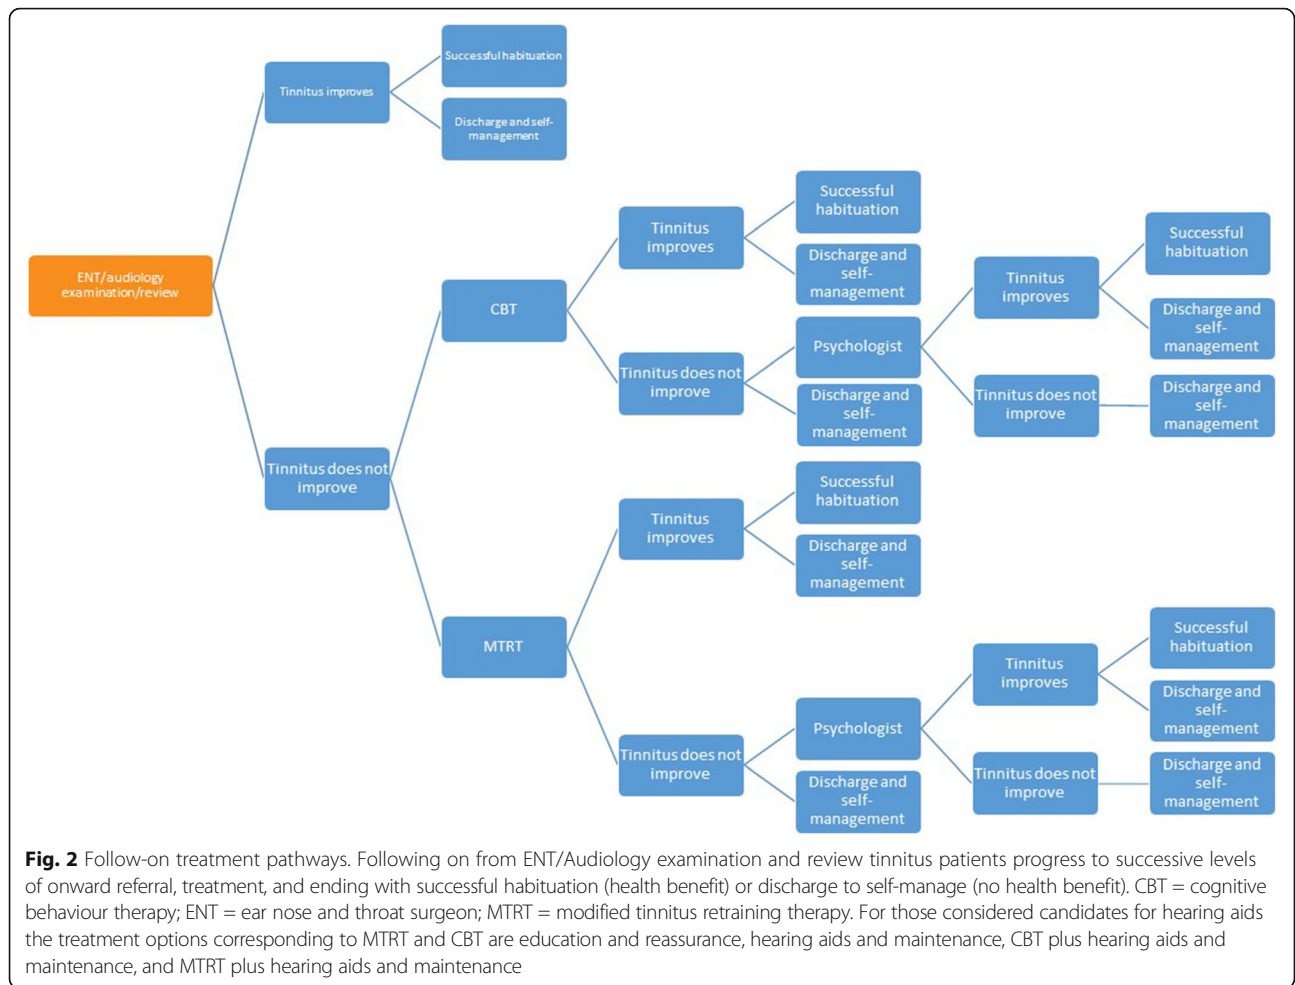 Successful habituation
Tinnitus improves
Discharge and self-
management
ENT/audiology
examination/review
Tinnitus does not
improve
CBT
Tinnitus
improves
Successful
habituation
Discharge and
self-
management
Tinnitus does not
improve
Psychologist
Discharge and
self-
management
Tinnitus
improves
Successful
habituation
Discharge and
self-
management
Tinnitus does not
improve
Discharge and
self-
management
MTRT
Tinnitus
improves
Successful
habituation
Discharge and
self-
management
Tinnitus does not
improve
Psychologist
Discharge and
self-
management
Tinnitus
improves
Successful
habituation
Discharge and
self-
management
Tinnitus does not
improve
Discharge and
self-
management
Fig. 2 Follow-on treatment pathways. Following on from ENT/Audiology examination and review tinnitus patients progress to successive levels
of onward referral, treatment, and ending with successful habituation (health benefit) or discharge to self-manage (no health benefit). CBT = cognitive
behaviour therapy; ENT = ear nose and throat surgeon; MTRT = modified tinnitus retraining therapy. For those considered candidates for hearing aids
the treatment options corresponding to MTRT and CBT are education and reassurance, hearing aids and maintenance, CBT plus hearing aids and
maintenance, and MTRT plus hearing aids and maintenance